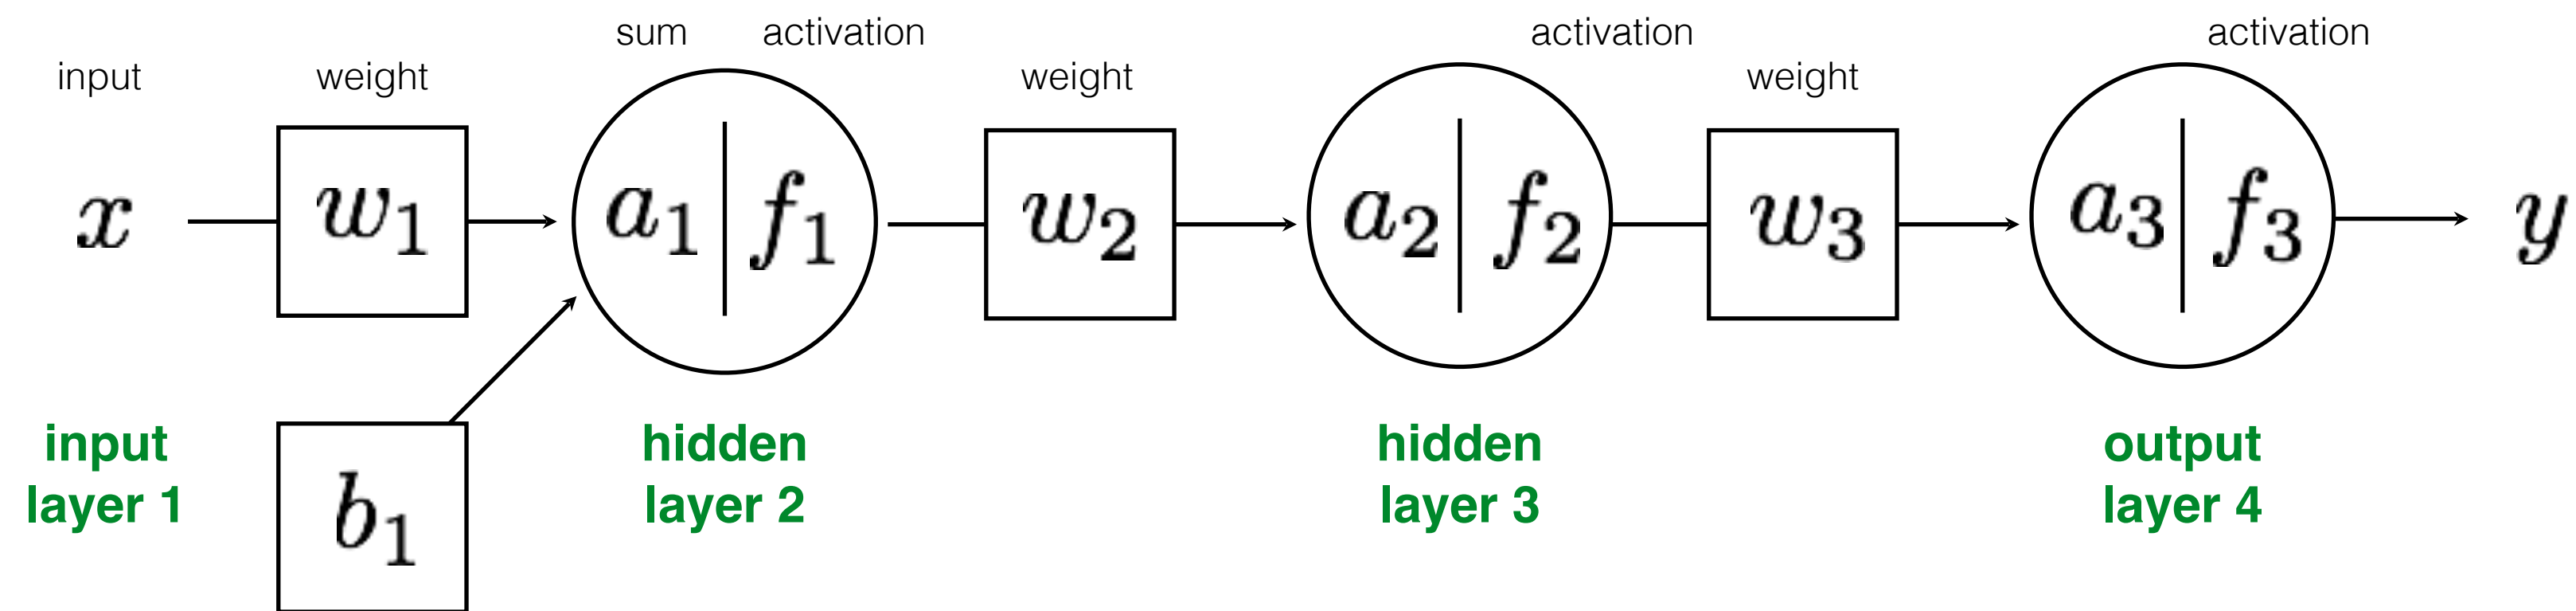 sum activation activation activation
input weight weight weight
x w₁ a₁ | f₁ w₂ a₂ | f₂ w₃ a₃ | f₃ y
input hidden hidden output
layer 1 layer 2 layer 3 layer 4
b₁